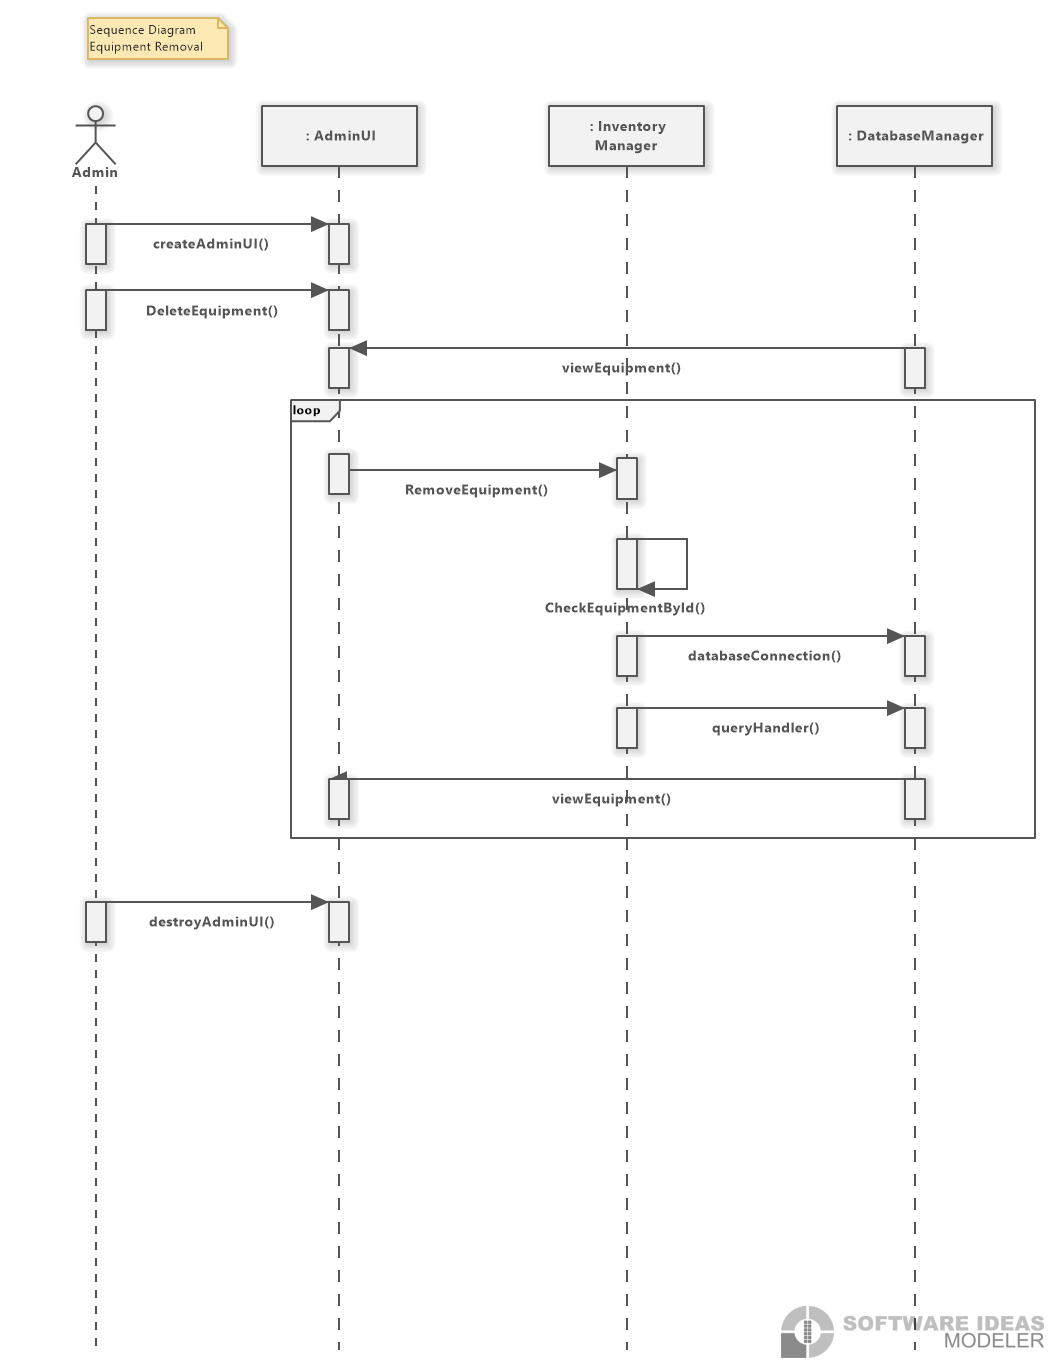 Sequence Diagram
Equipment Removal
Admin
: AdminUI
: Inventory
Manager
: DatabaseManager
createAdminUI()
DeleteEquipment()
viewEquipment()
loop
RemoveEquipment()
CheckEquipmentById()
databaseConnection()
queryHandler()
viewEquipment()
destroyAdminUI()
SOFTWARE IDEAS
MODELER